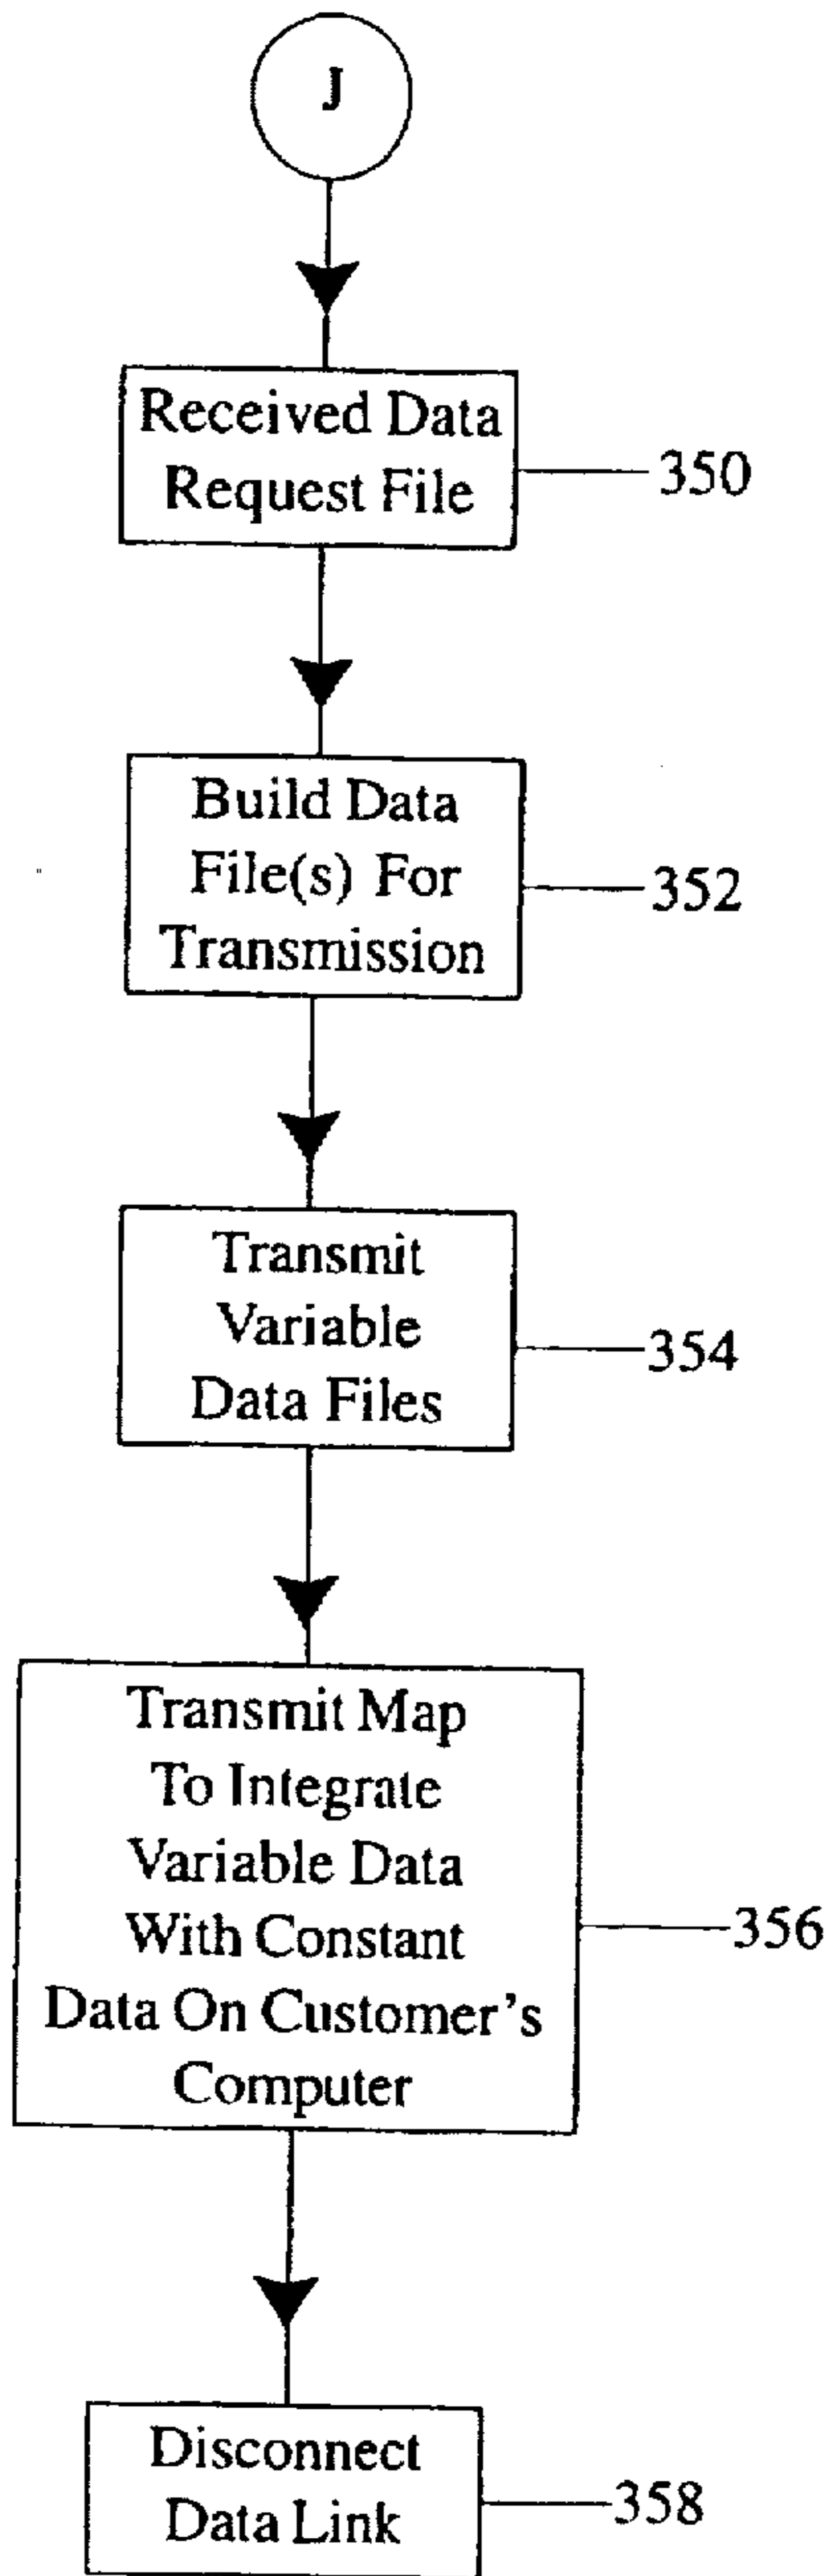 J
Received Data
Request File
350
Build Data
File(s) For
Transmission
352
Transmit
Variable
Data Files
354
Transmit Map
To Integrate
Variable Data
With Constant
Data On Customer's
Computer
356
Disconnect
Data Link
358